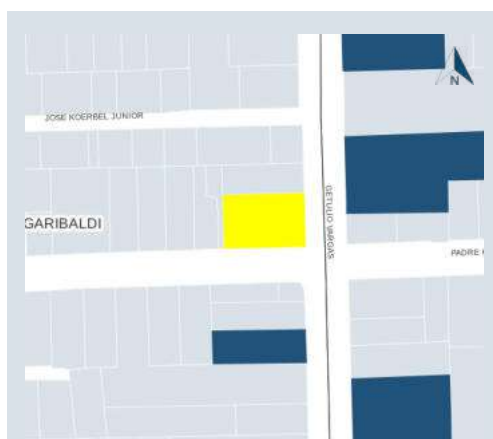 N
JOSE KOERBEL JUNIOR
GETULIO VARGAS
GARIBALDI
PADRE